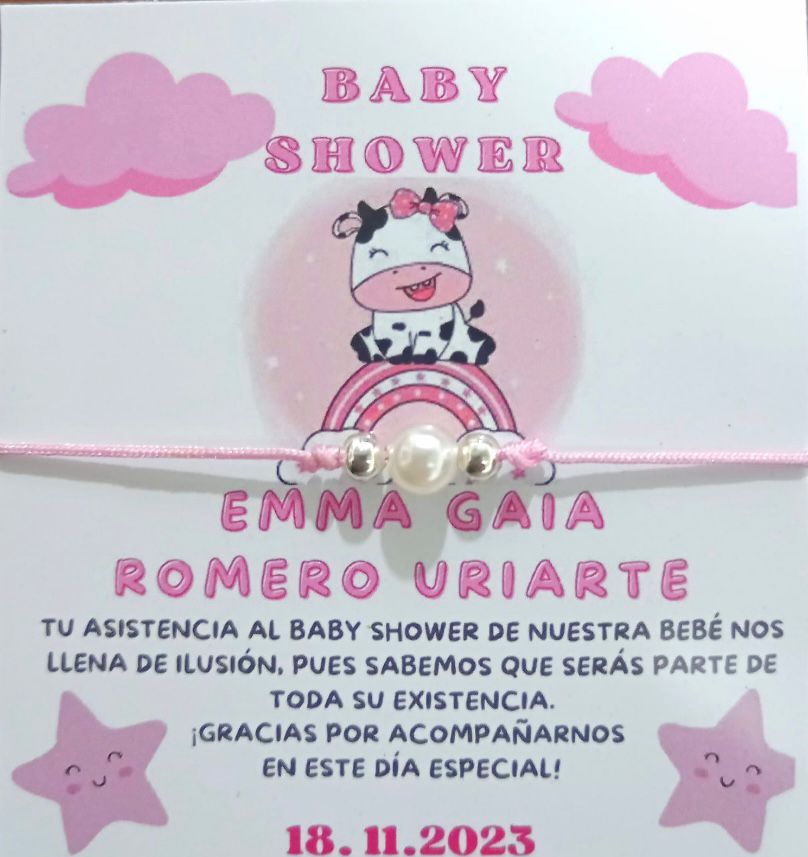 BABY
SHOWER
EMMA GAIA
ROMERO URIARTE
TU ASISTENCIA AL BABY SHOWER DE NUESTRA BEBÉ NOS
LLENA DE ILUSIÓN, PUES SABEMOS QUE SERÁS PARTE DE
TODA SU EXISTENCIA.
¡GRACIAS POR ACOMPAÑARNOS
EN ESTE DÍA ESPECIAL!
18.11.2023